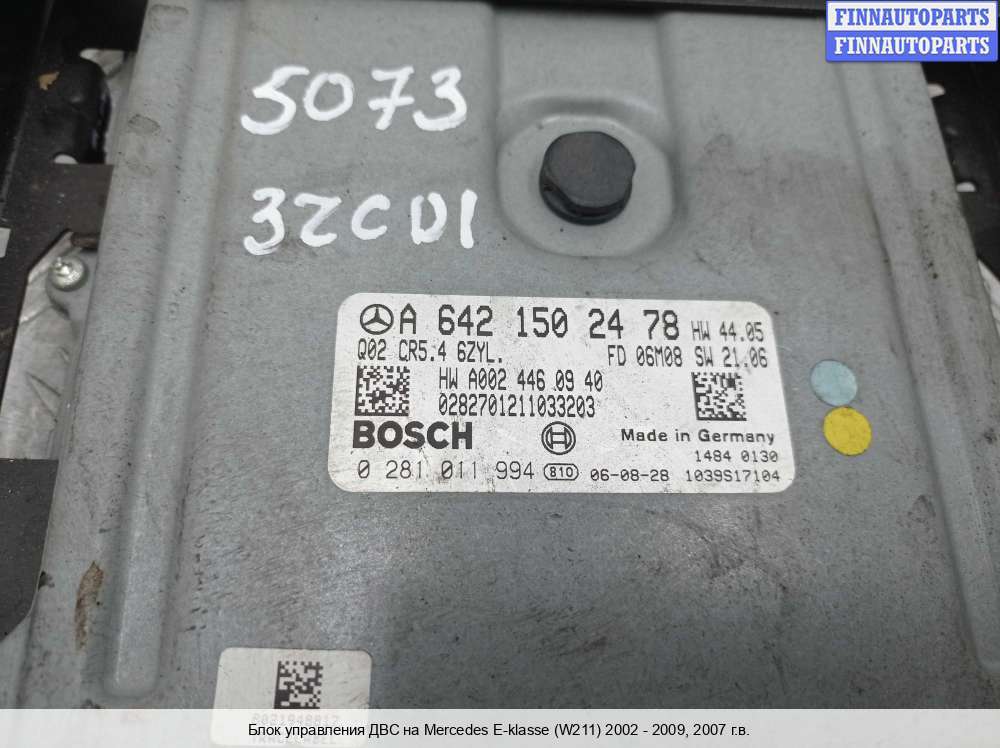 FINNAUTOPARTS
FINNAUTOPARTS
5073
32CDI
A 642 150 24 78 HW 44.05
Q02 CR5.4 6ZYL. FD 06M08 SW 21.06
HW A002 446 09 40
0282701211033203
BOSCH Made in Germany
1484 0130
0 281 011 994 810 06-08-28 1039S17104
Блок управления ДВС на Mercedes E-klasse (W211) 2002 - 2009, 2007 г.в.